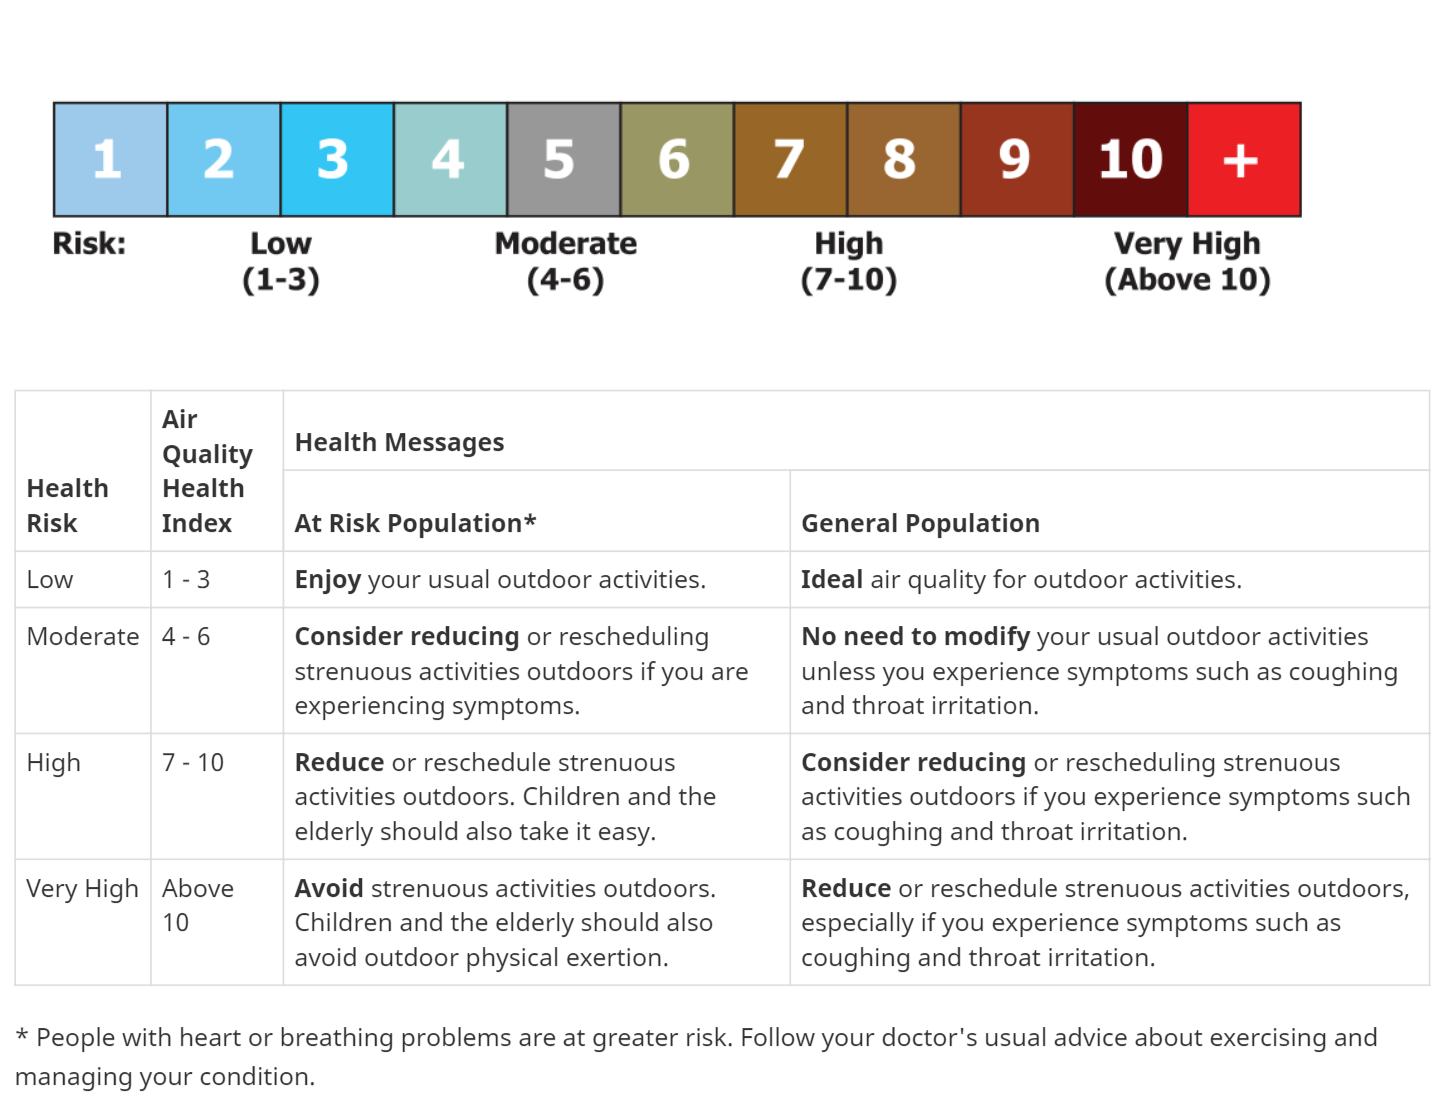 1 2 3 4 5 6 7 8 9 10 +
Risk: Low Moderate High Very High
(1-3) (4-6) (7-10) (Above 10)
Health
Risk
Air
Quality
Health
Index
Health Messages
At Risk Population*
General Population
Low
1 - 3
Enjoy your usual outdoor activities.
Ideal air quality for outdoor activities.
Moderate
4 - 6
Consider reducing or rescheduling
strenuous activities outdoors if you are
experiencing symptoms.
No need to modify your usual outdoor activities
unless you experience symptoms such as coughing
and throat irritation.
High
7 - 10
Reduce or reschedule strenuous
activities outdoors. Children and the
elderly should also take it easy.
Consider reducing or rescheduling strenuous
activities outdoors if you experience symptoms such
as coughing and throat irritation.
Very High
Above
10
Avoid strenuous activities outdoors.
Children and the elderly should also
avoid outdoor physical exertion.
Reduce or reschedule strenuous activities outdoors,
especially if you experience symptoms such as
coughing and throat irritation.
* People with heart or breathing problems are at greater risk. Follow your doctor's usual advice about exercising and
managing your condition.